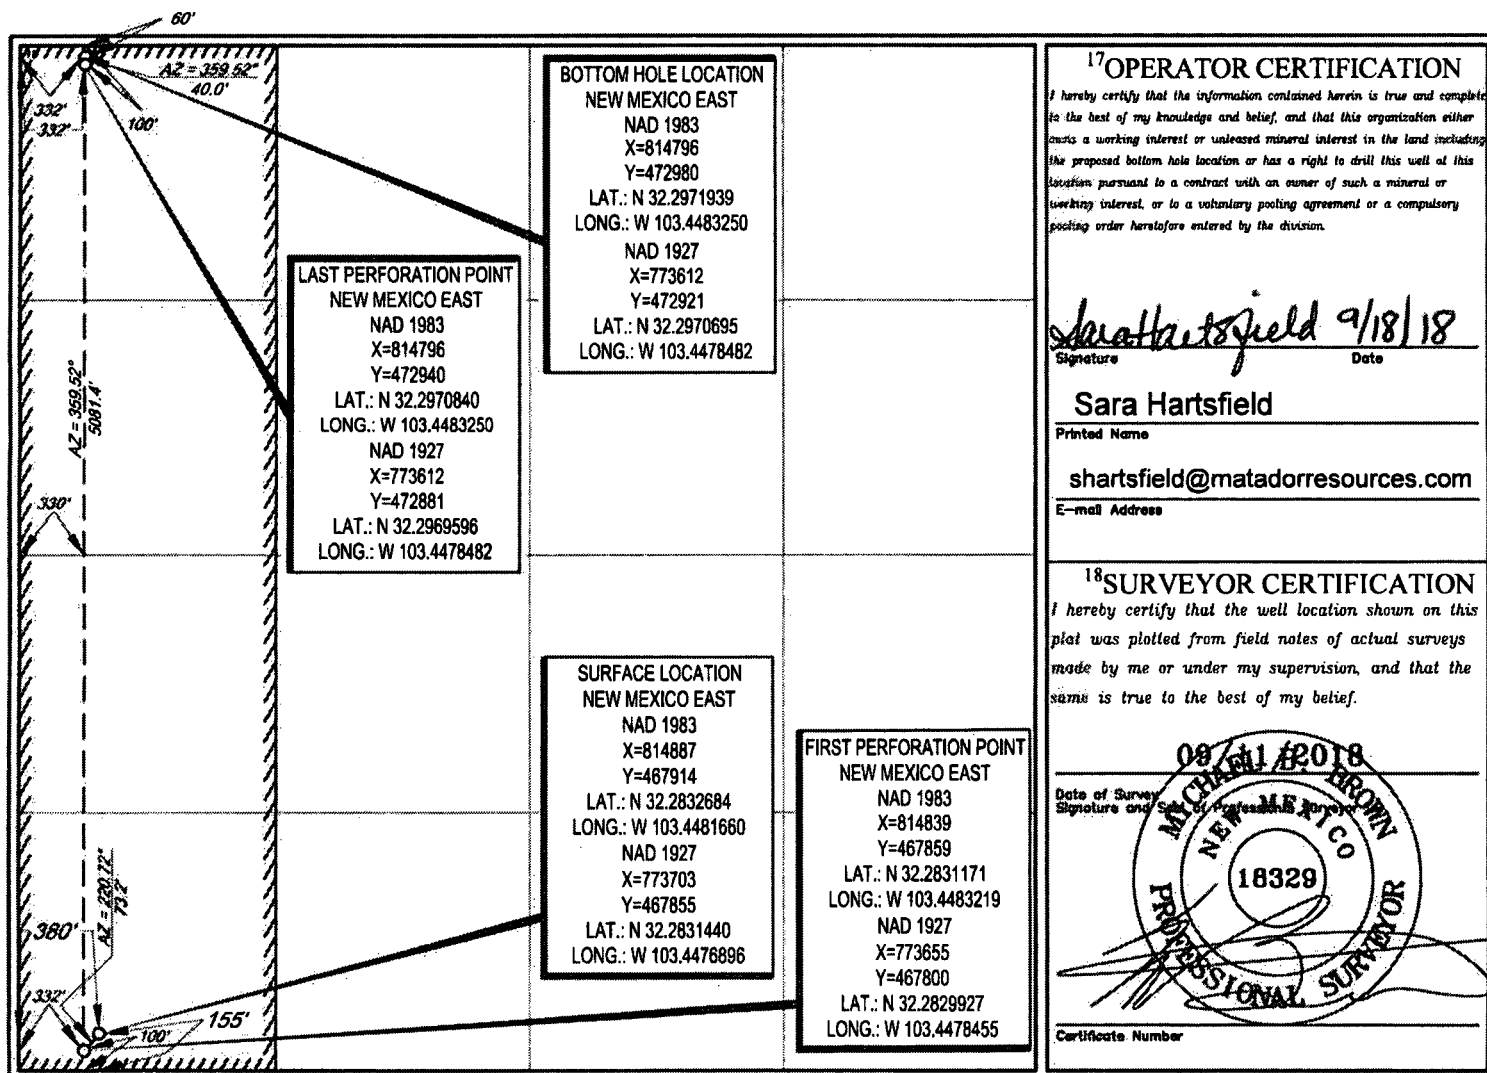 60'
AZ = 359.52°
40.0'
332'
332'
100'
AZ = 359.52°
5081.4'
330'
AZ = 220.72°
73.2'
380'
332'
100'
155'
BOTTOM HOLE LOCATION
NEW MEXICO EAST
NAD 1983
X=814796
Y=472980
LAT.: N 32.2971939
LONG.: W 103.4483250
NAD 1927
X=773612
Y=472921
LAT.: N 32.2970695
LONG.: W 103.4478482
LAST PERFORATION POINT
NEW MEXICO EAST
NAD 1983
X=814796
Y=472940
LAT.: N 32.2970840
LONG.: W 103.4483250
NAD 1927
X=773612
Y=472881
LAT.: N 32.2969596
LONG.: W 103.4478482
SURFACE LOCATION
NEW MEXICO EAST
NAD 1983
X=814887
Y=467914
LAT.: N 32.2832684
LONG.: W 103.4481660
NAD 1927
X=773703
Y=467855
LAT.: N 32.2831440
LONG.: W 103.4476896
FIRST PERFORATION POINT
NEW MEXICO EAST
NAD 1983
X=814839
Y=467859
LAT.: N 32.2831171
LONG.: W 103.4483219
NAD 1927
X=773655
Y=467800
LAT.: N 32.2829927
LONG.: W 103.4478455
17OPERATOR CERTIFICATION
I hereby certify that the information contained herein is true and complete
to the best of my knowledge and belief, and that this organization either
owns a working interest or unleased mineral interest in the land including
the proposed bottom hole location or has a right to drill this well at this
location pursuant to a contract with an owner of such a mineral or
working interest, or to a voluntary pooling agreement or a compulsory
pooling order heretofore entered by the division.
Sara Hartsfield 9/18/18
Signature Date
Sara Hartsfield
Printed Name
shartsfield@matadorresources.com
E-mail Address
18SURVEYOR CERTIFICATION
I hereby certify that the well location shown on this
plat was plotted from field notes of actual surveys
made by me or under my supervision, and that the
same is true to the best of my belief.
09/11/2018
Date of Survey
Signature and Seal of Professional Surveyor
MICHAEL B. BROWN
NEW MEXICO
18329
PROFESSIONAL SURVEYOR
Certificate Number